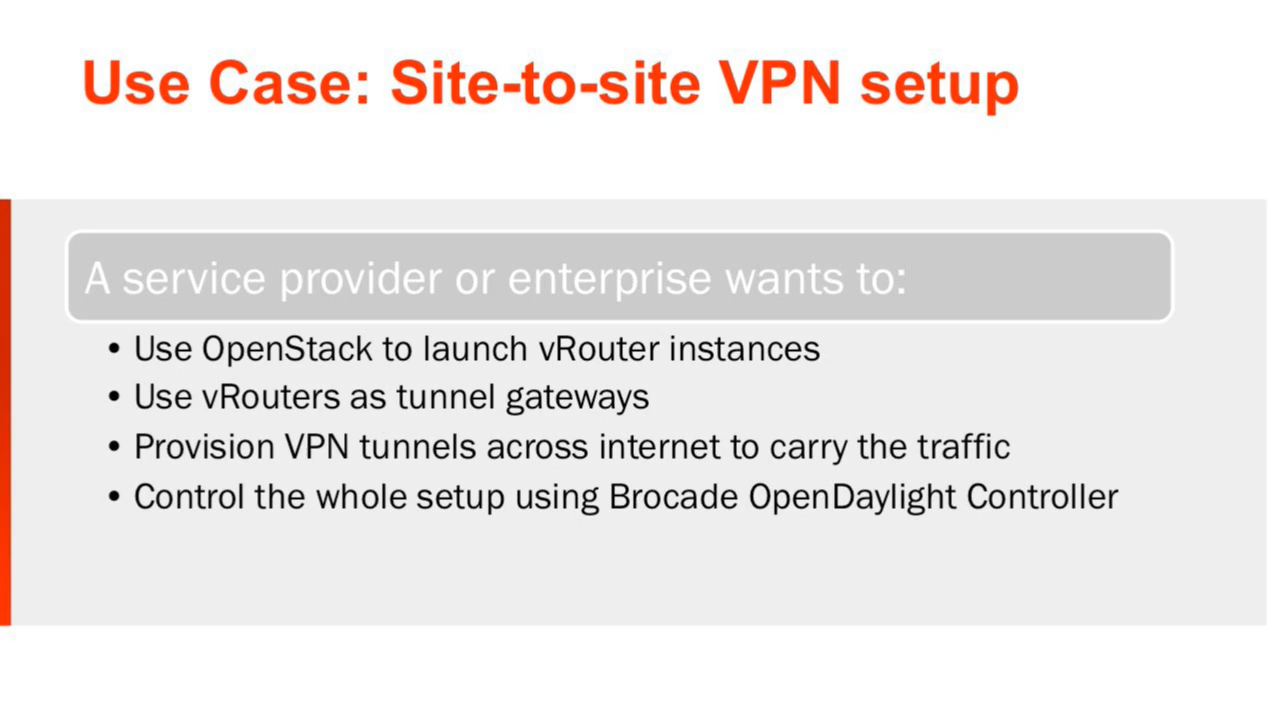 Use Case: Site-to-site VPN setup
A service provider or enterprise wants to:
• Use OpenStack to launch vRouter instances
• Use vRouters as tunnel gateways
• Provision VPN tunnels across internet to carry the traffic
• Control the whole setup using Brocade OpenDaylight Controller